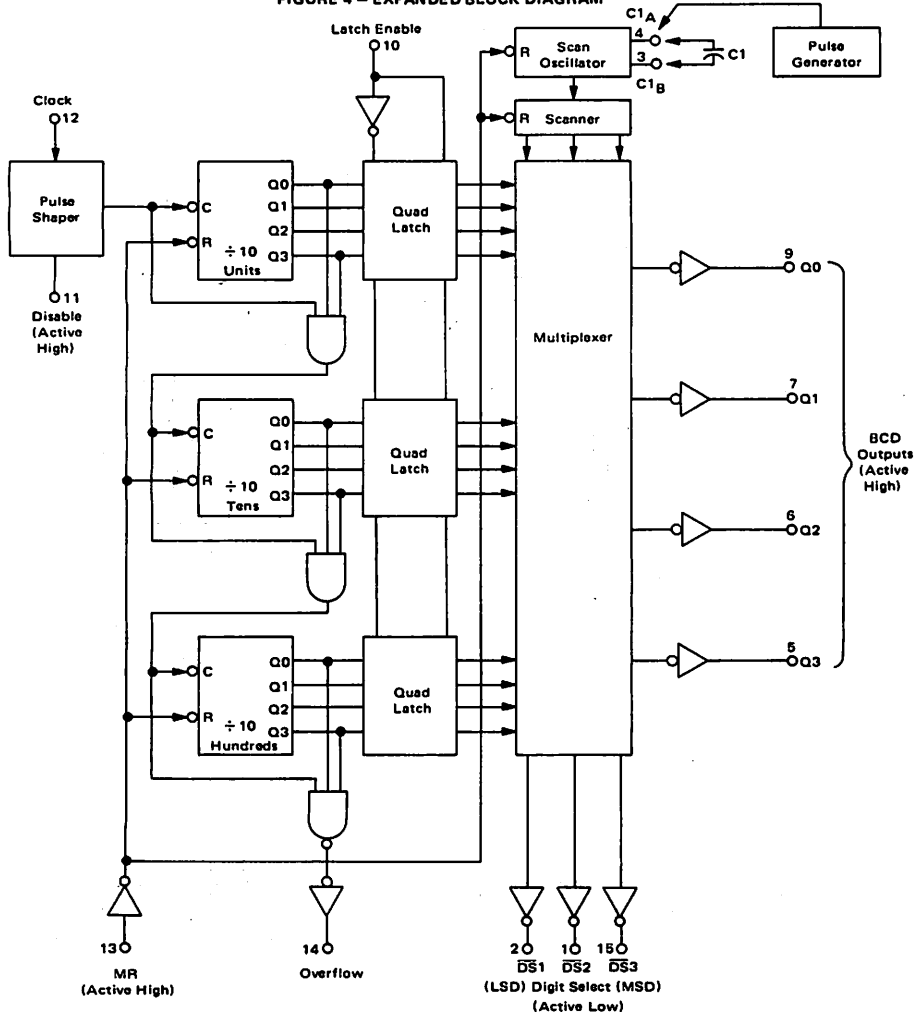 FIGURE 4 – EXPANDED BLOCK DIAGRAM
Latch Enable
10
C1A
4
3
C1B
C1
R
Scan
Oscillator
Pulse
Generator
R
Scanner
Clock
12
Pulse
Shaper
11
Disable
(Active
High)
C
R
÷10
Units
Q0
Q1
Q2
Q3
Quad
Latch
C
R
÷10
Tens
Q0
Q1
Q2
Q3
Quad
Latch
C
R
÷10
Hundreds
Q0
Q1
Q2
Q3
Quad
Latch
Multiplexer
9
Q0
7
Q1
6
Q2
5
Q3
BCD
Outputs
(Active
High)
13
MR
(Active High)
14
Overflow
2 1 15
D̅S̅1 D̅S̅2 D̅S̅3
(LSD) Digit Select (MSD)
(Active Low)